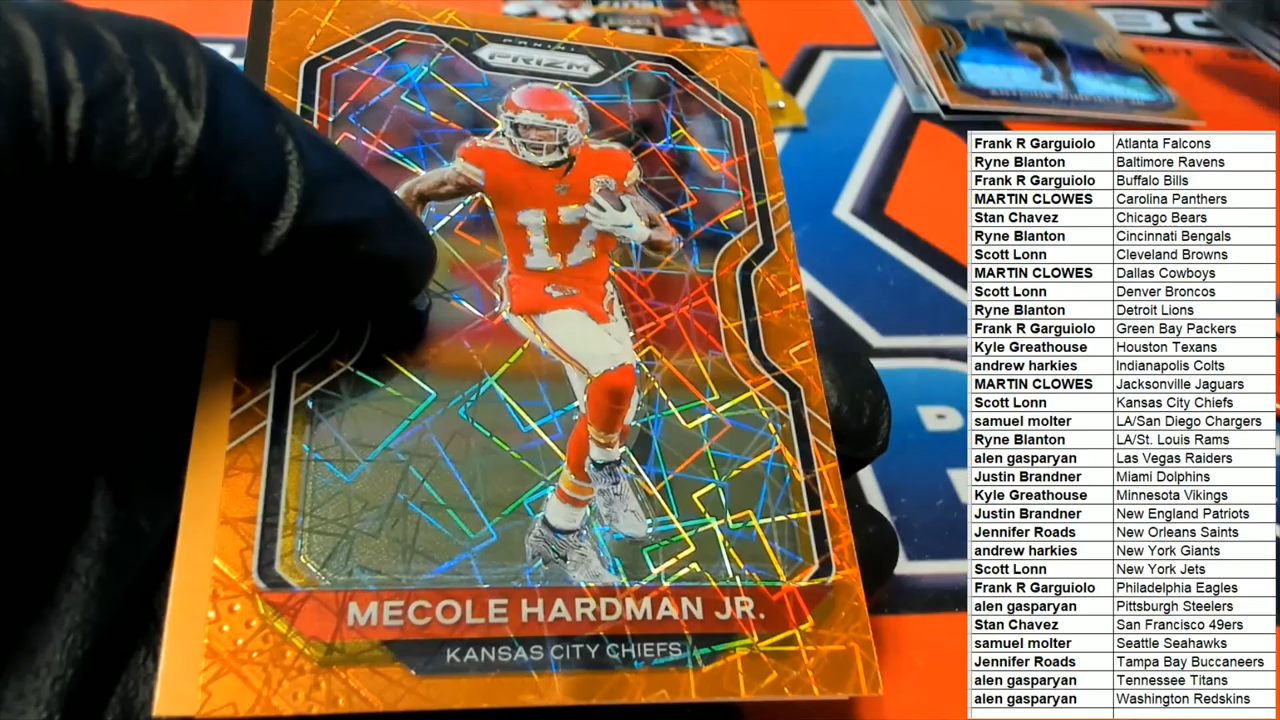 PANINI
PRIZM
17
MECOLE HARDMAN JR.
KANSAS CITY CHIEFS
Frank R Garguiolo Atlanta Falcons
Ryne Blanton Baltimore Ravens
Frank R Garguiolo Buffalo Bills
MARTIN CLOWES Carolina Panthers
Stan Chavez Chicago Bears
Ryne Blanton Cincinnati Bengals
Scott Lonn Cleveland Browns
MARTIN CLOWES Dallas Cowboys
Scott Lonn Denver Broncos
Ryne Blanton Detroit Lions
Frank R Garguiolo Green Bay Packers
Kyle Greathouse Houston Texans
andrew harkies Indianapolis Colts
MARTIN CLOWES Jacksonville Jaguars
Scott Lonn Kansas City Chiefs
samuel molter LA/San Diego Chargers
Ryne Blanton LA/St. Louis Rams
alen gasparyan Las Vegas Raiders
Justin Brandner Miami Dolphins
Kyle Greathouse Minnesota Vikings
Justin Brandner New England Patriots
Jennifer Roads New Orleans Saints
andrew harkies New York Giants
Scott Lonn New York Jets
Frank R Garguiolo Philadelphia Eagles
alen gasparyan Pittsburgh Steelers
Stan Chavez San Francisco 49ers
samuel molter Seattle Seahawks
Jennifer Roads Tampa Bay Buccaneers
alen gasparyan Tennessee Titans
alen gasparyan Washington Redskins